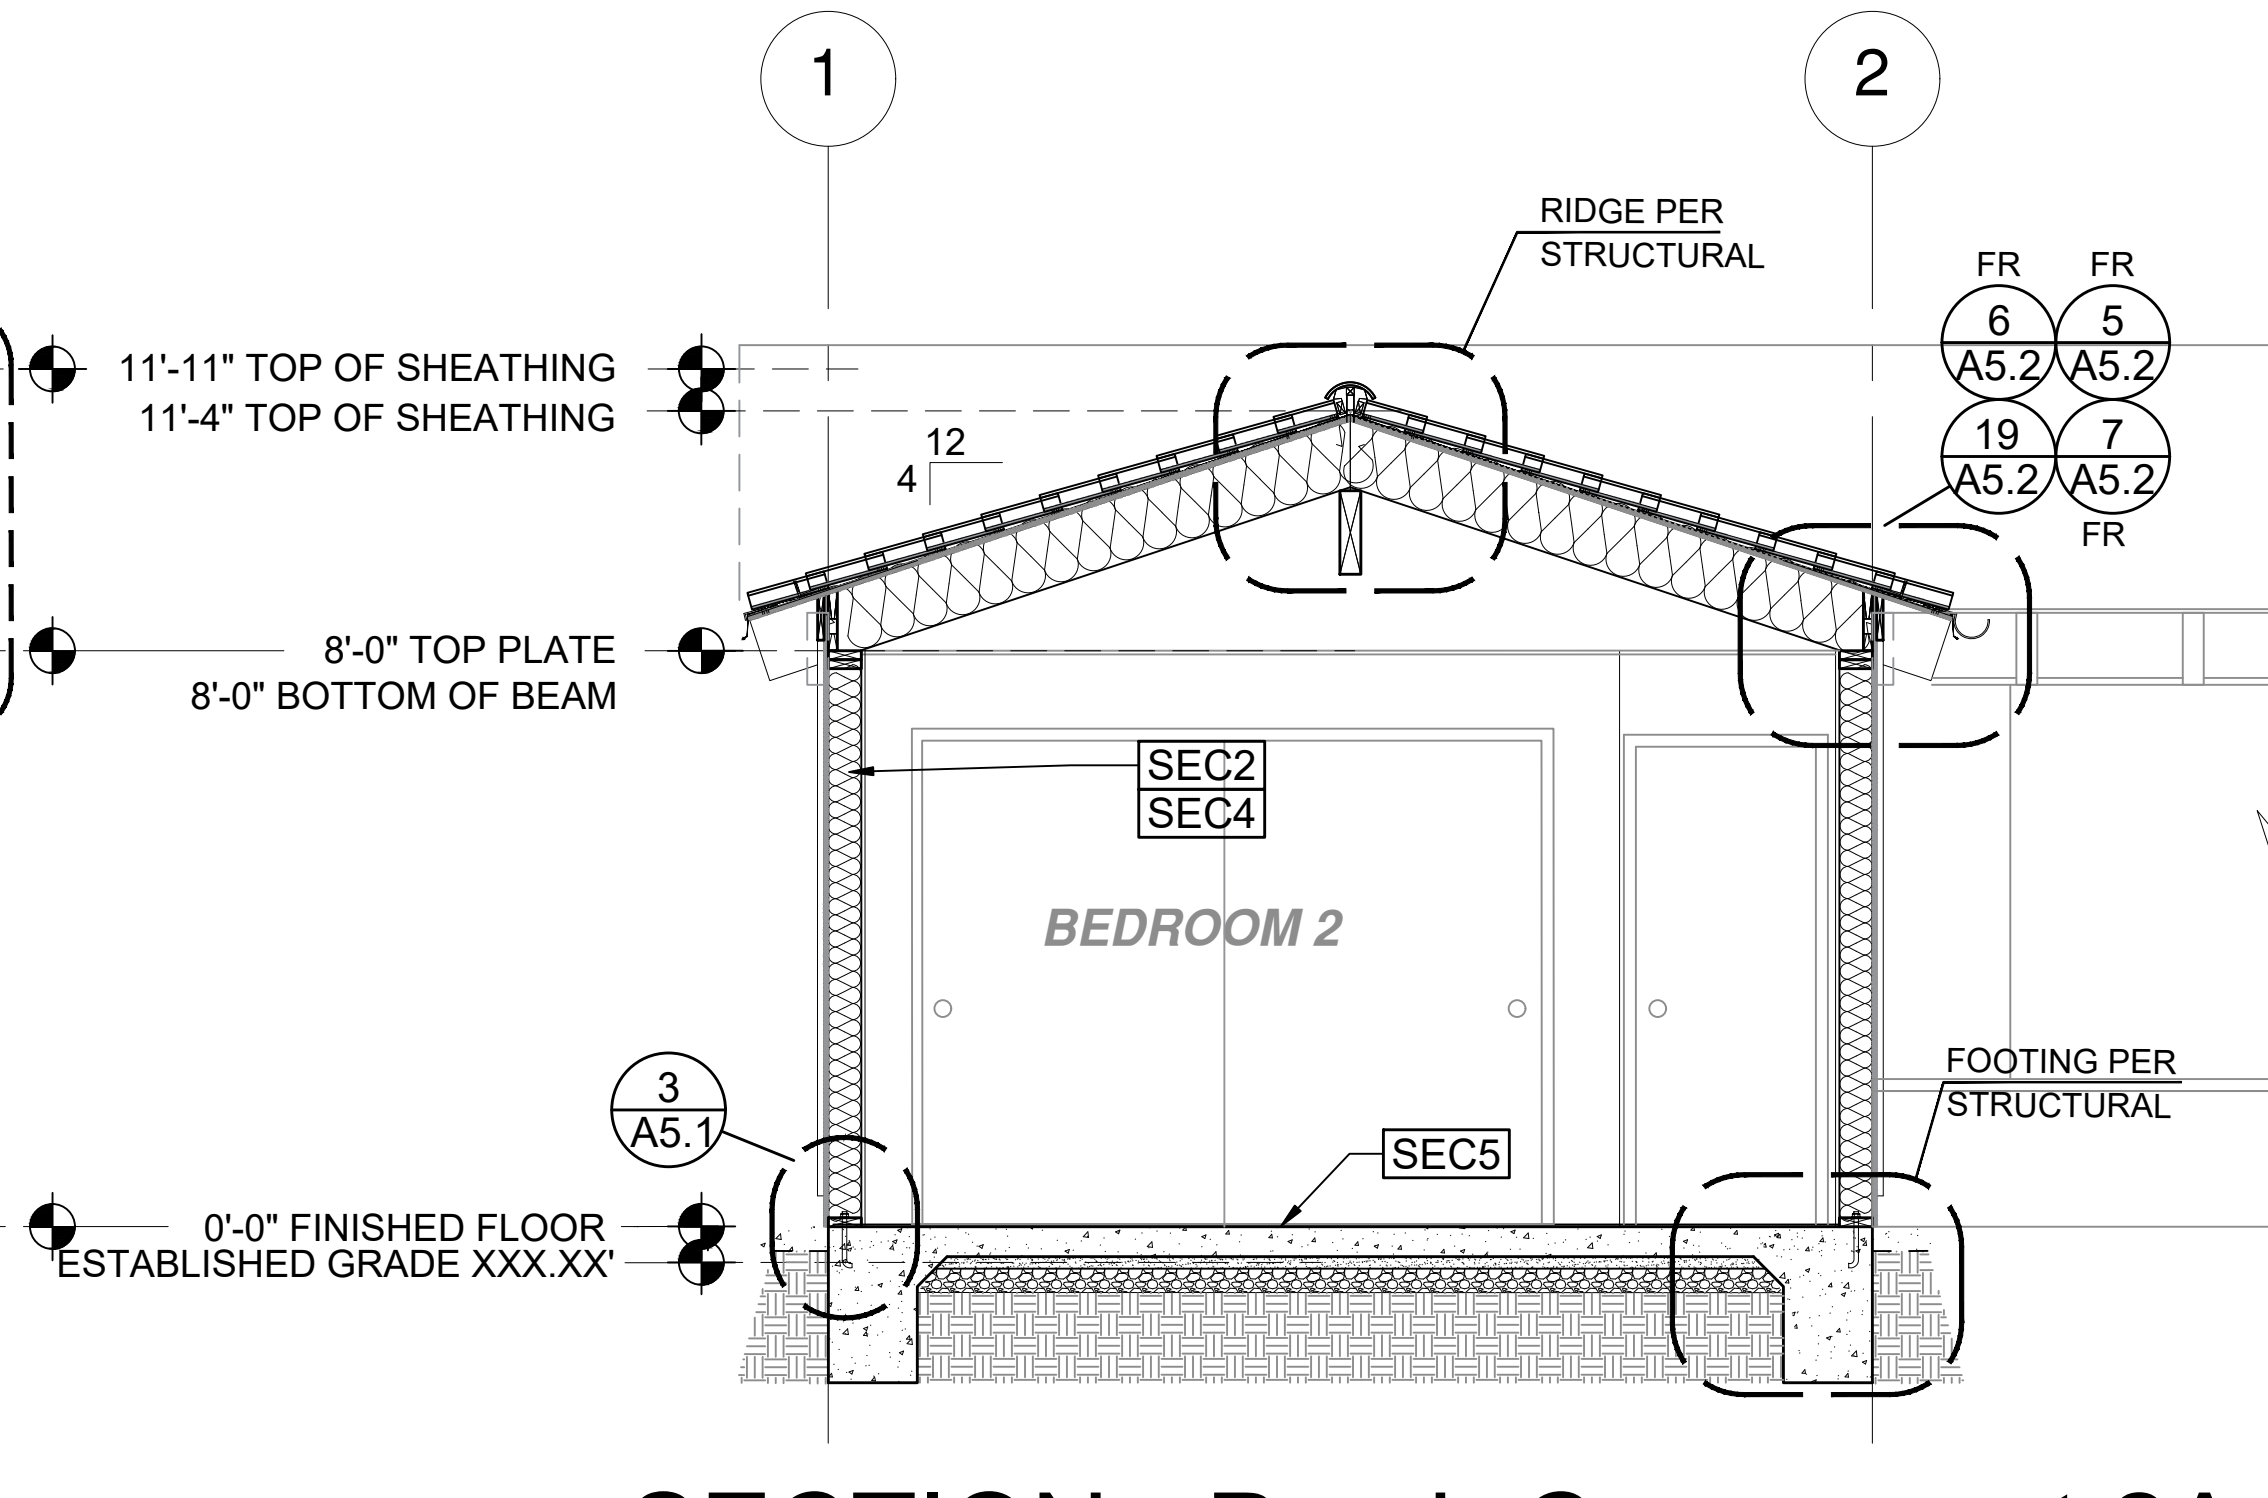 1
2
RIDGE PER
STRUCTURAL
FR
FR
6
A5.2
5
A5.2
19
A5.2
7
A5.2
FR
11'-11" TOP OF SHEATHING
11'-4" TOP OF SHEATHING
12
4
8'-0" TOP PLATE
8'-0" BOTTOM OF BEAM
SEC2
SEC4
BEDROOM 2
3
A5.1
FOOTING PER
STRUCTURAL
SEC5
0'-0" FINISHED FLOOR
ESTABLISHED GRADE XXX.XX'